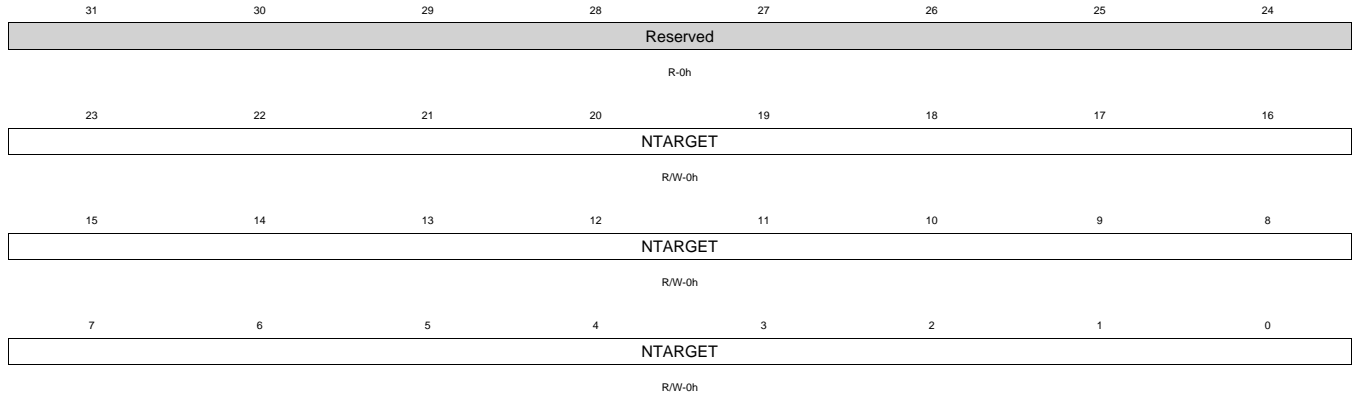 31 30 29 28 27 26 25 24
Reserved
R-0h
23 22 21 20 19 18 17 16
NTARGET
R/W-0h
15 14 13 12 11 10 9 8
NTARGET
R/W-0h
7 6 5 4 3 2 1 0
NTARGET
R/W-0h